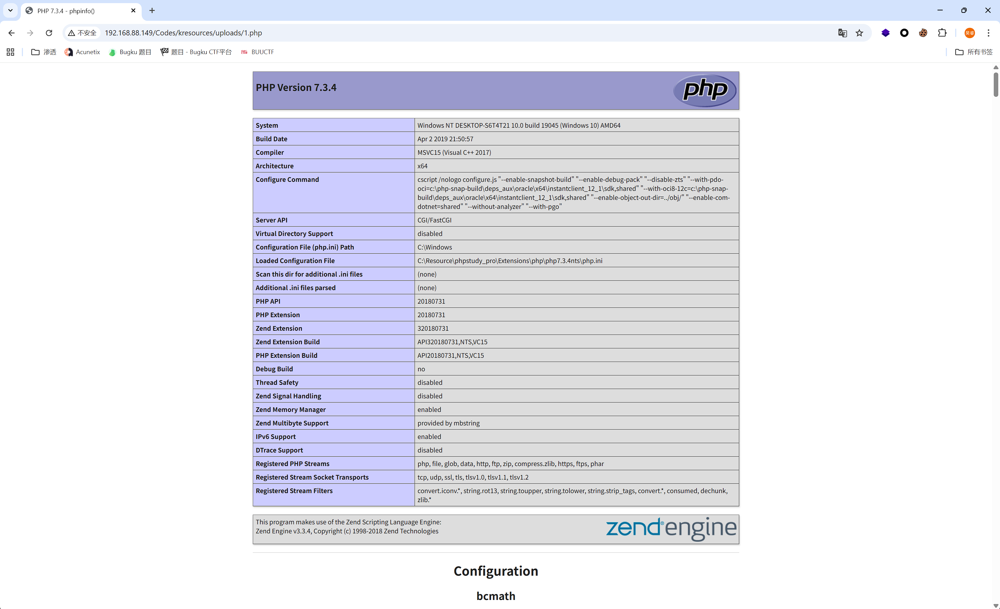 PHP 7.3.4 - phpinfo()
不安全 192.168.88.149/Codes/kresources/uploads/1.php
吴睿
渗透 Acunetix Bugku 题目 题目 - Bugku CTF平台 BUUCTF 所有书签
PHP Version 7.3.4
php
System Windows NT DESKTOP-S6T4T21 10.0 build 19045 (Windows 10) AMD64
Build Date Apr 2 2019 21:50:57
Compiler MSVC15 (Visual C++ 2017)
Architecture x64
Configure Command cscript /nologo configure.js "--enable-snapshot-build" "--enable-debug-pack" "--disable-zts" "--with-pdo-
oci=c:\php-snap-build\deps_aux\oracle\x64\instantclient_12_1\sdk,shared" "--with-oci8-12c=c:\php-snap-
build\deps_aux\oracle\x64\instantclient_12_1\sdk,shared" "--enable-object-out-dir=../obj/" "--enable-com-
dotnet=shared" "--without-analyzer" "--with-pgo"
Server API CGI/FastCGI
Virtual Directory Support disabled
Configuration File (php.ini) Path C:\Windows
Loaded Configuration File C:\Resource\phpstudy_pro\Extensions\php\php7.3.4nts\php.ini
Scan this dir for additional .ini files (none)
Additional .ini files parsed (none)
PHP API 20180731
PHP Extension 20180731
Zend Extension 320180731
Zend Extension Build API320180731,NTS,VC15
PHP Extension Build API20180731,NTS,VC15
Debug Build no
Thread Safety disabled
Zend Signal Handling disabled
Zend Memory Manager enabled
Zend Multibyte Support provided by mbstring
IPv6 Support enabled
DTrace Support disabled
Registered PHP Streams php, file, glob, data, http, ftp, zip, compress.zlib, https, ftps, phar
Registered Stream Socket Transports tcp, udp, ssl, tls, tlsv1.0, tlsv1.1, tlsv1.2
Registered Stream Filters convert.iconv.*, string.rot13, string.toupper, string.tolower, string.strip_tags, convert.*, consumed, dechunk,
zlib.*
This program makes use of the Zend Scripting Language Engine:
Zend Engine v3.3.4, Copyright (c) 1998-2018 Zend Technologies
zend®engine
Configuration
bcmath